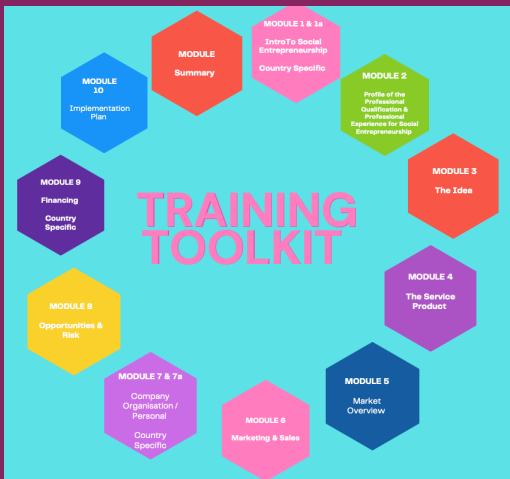 TRAINING
TOOLKIT
MODULE 1 & 1a
IntroTo Social
Entrepreneurship
Country Specific
MODULE 2
Profile of the
Professional
Qualification &
Professional
Experience for Social
Entrepreneurship
MODULE 3
The Idea
MODULE 4
The Service
Product
MODULE 5
Market
Overview
MODULE 6
Marketing & Sales
MODULE 7 & 7a
Company
Organisation /
Personal
Country
Specific
MODULE 8
Opportunities &
Risk
MODULE 9
Financing
Country
Specific
MODULE
10
Implementation
Plan
MODULE
Summary